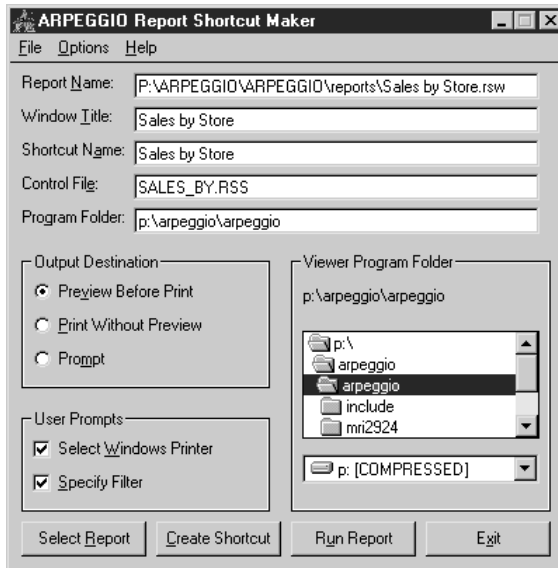 ARPEGGIO Report Shortcut Maker
File Options Help
Report Name: P:\ARPEGGIO\ARPEGGIO\reports\Sales by Store.rsw
Window Title: Sales by Store
Shortcut Name: Sales by Store
Control File: SALES_BY.RSS
Program Folder: p:\arpeggio\arpeggio
Output Destination
Preview Before Print
Print Without Preview
Prompt
User Prompts
Select Windows Printer
Specify Filter
Viewer Program Folder
p:\arpeggio\arpeggio
p:\
arpeggio
arpeggio
include
mri2924
p: [COMPRESSED]
Select Report Create Shortcut Run Report Exit